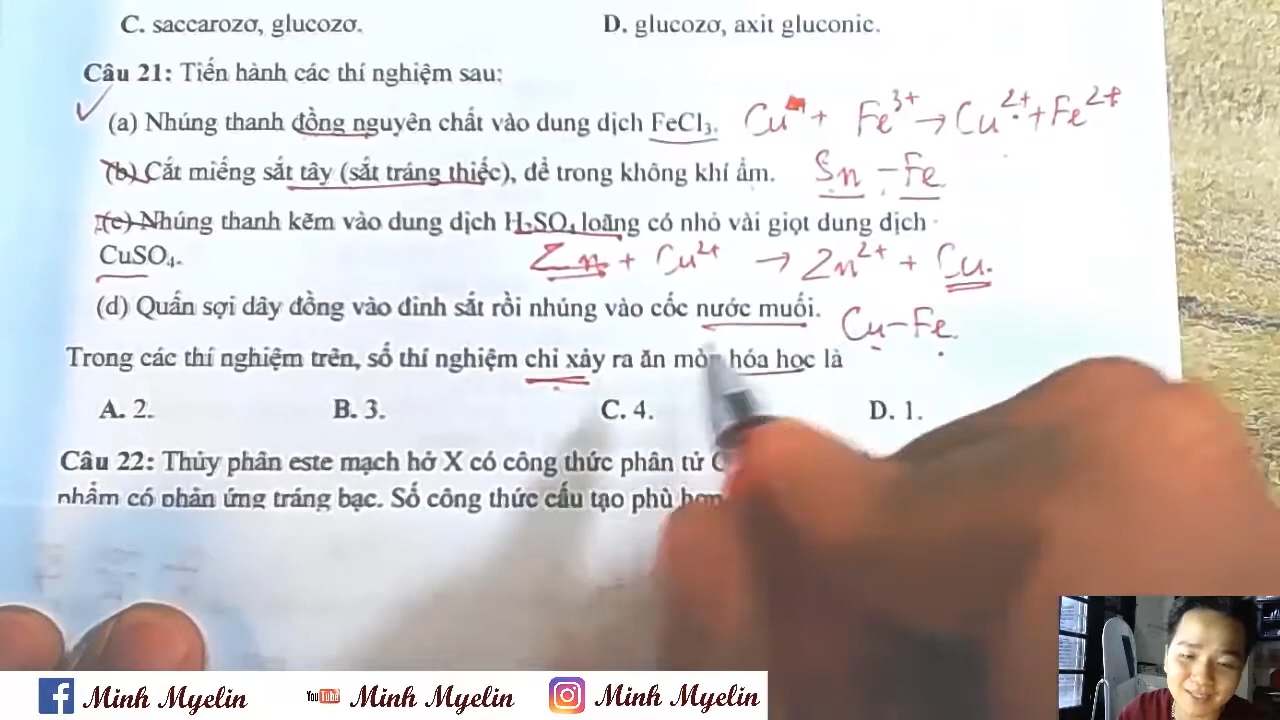 C. saccarozơ, glucozơ. D. glucozơ, axit gluconic.
Câu 21: Tiến hành các thí nghiệm sau:
(a) Nhúng thanh đồng nguyên chất vào dung dịch FeCl₃. Cu + Fe³⁺ → Cu²⁺ + Fe²⁺
(b) Cắt miếng sắt tây (sắt tráng thiếc), để trong không khí ẩm. Sn – Fe
(c) Nhúng thanh kẽm vào dung dịch H₂SO₄ loãng có nhỏ vài giọt dung dịch
CuSO₄. Zn + Cu²⁺ → Zn²⁺ + Cu.
(d) Quấn sợi dây đồng vào đinh sắt rồi nhúng vào cốc nước muối. Cu – Fe
Trong các thí nghiệm trên, số thí nghiệm chỉ xảy ra ăn mòn hóa học là
A. 2. B. 3. C. 4. D. 1.
Câu 22: Thủy phân este mạch hở X có công thức phân tử
phẩm có phản ứng tráng bạc. Số công thức cấu tạo phù hợp
Minh Myelin YouTube Minh Myelin Minh Myelin